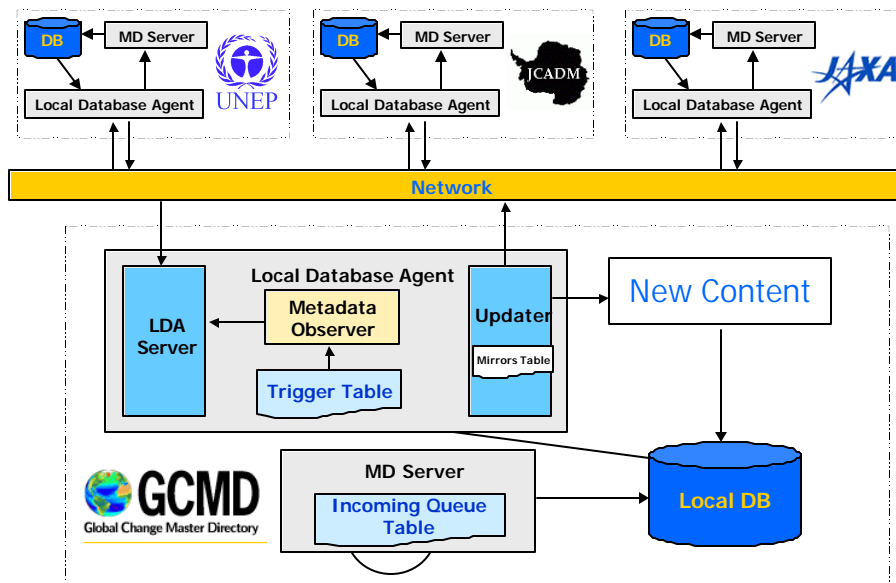 DB
MD Server
Local Database Agent
UNEP
DB
MD Server
Local Database Agent
JCADM
DB
MD Server
Local Database Agent
JAXA
Network
Local Database Agent
LDA
Server
Metadata
Observer
Trigger Table
Updater
Mirrors Table
New Content
GCMD
Global Change Master Directory
MD Server
Incoming Queue
Table
Local DB